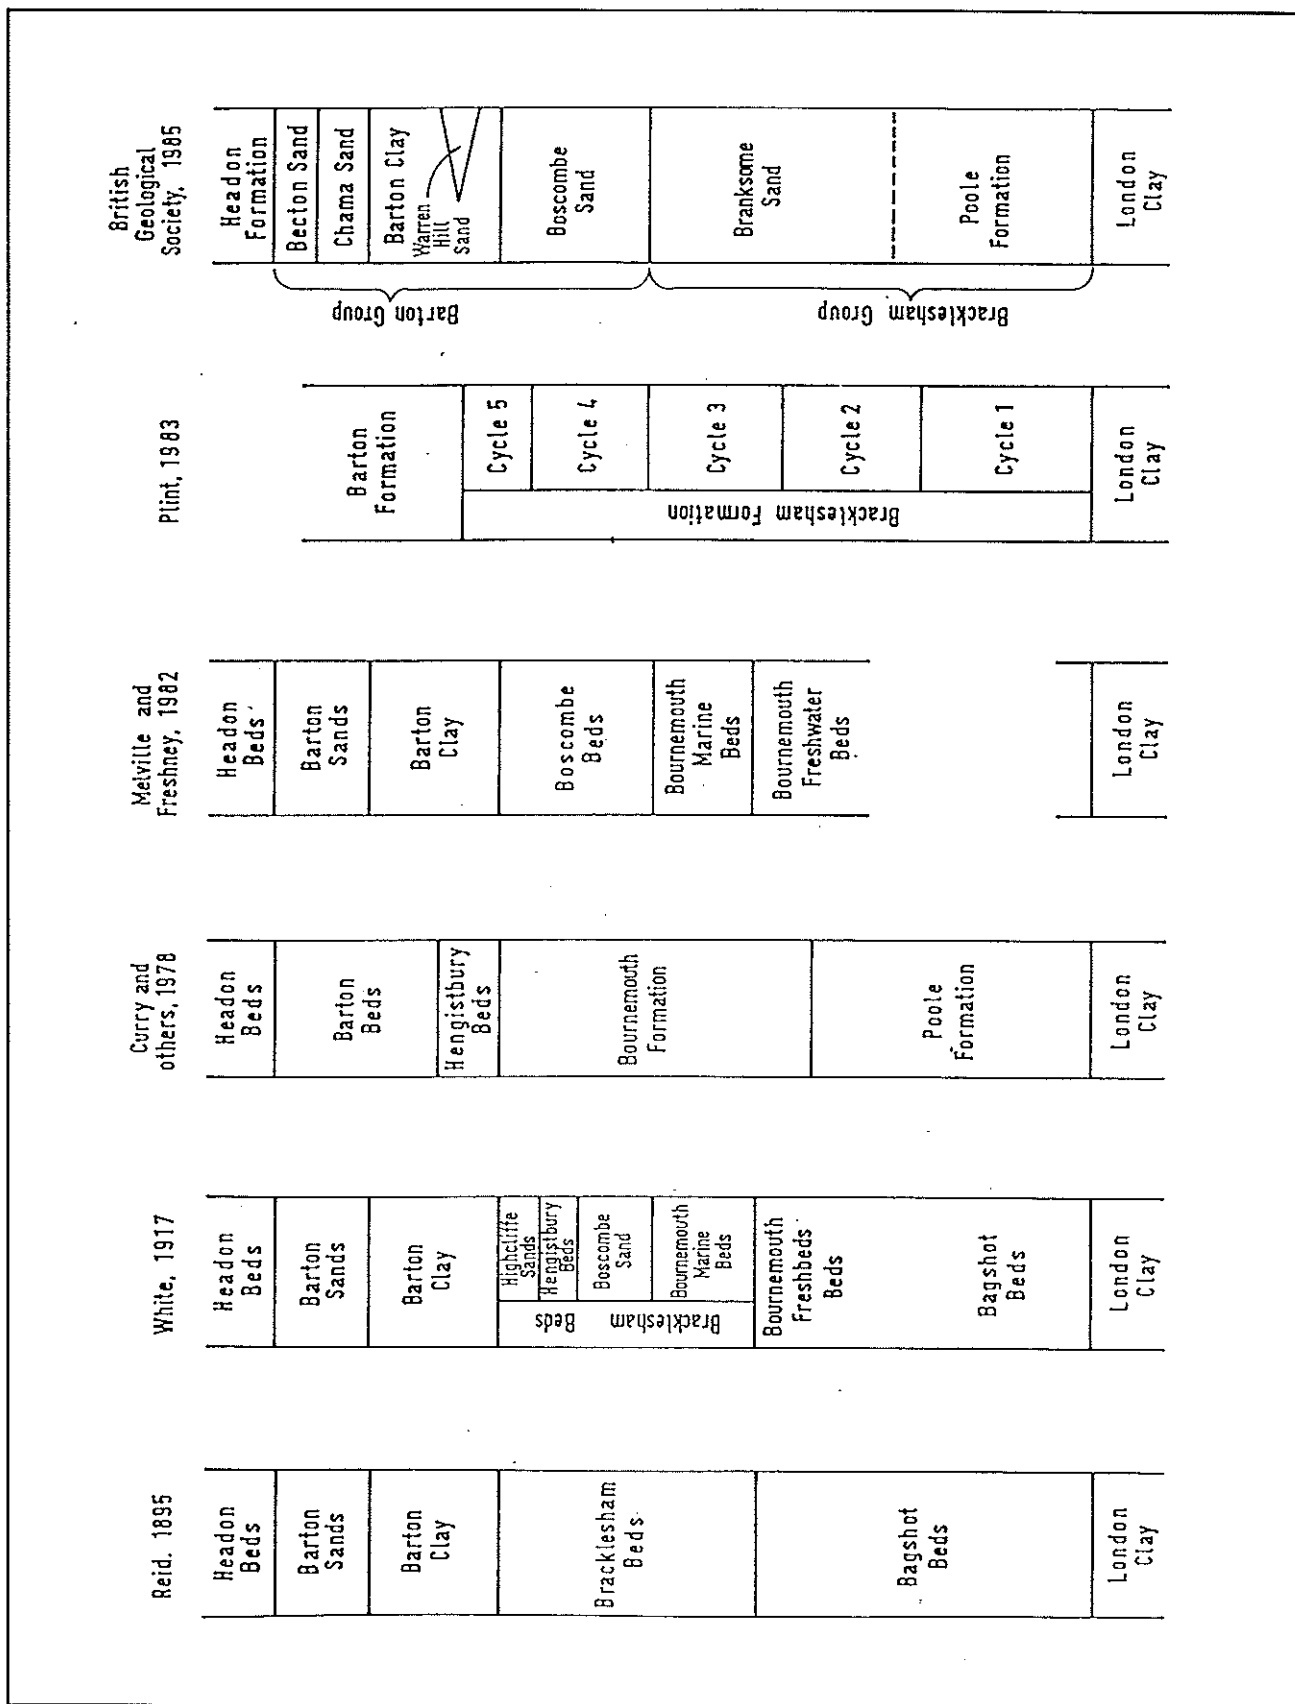 Reid. 1895
Headon
Beds
Barton
Sands
Barton
Clay
Bracklesham
Beds
Bagshot
Beds
London
Clay
White, 1917
Headon
Beds
Barton
Sands
Barton
Clay
Highcliffe
Sands
Hengistbury
Beds
Boscombe
Sand
Bournemouth
Marine
Beds
Bracklesham Beds
Bournemouth
Freshbeds
Beds
Bagshot
Beds
London
Clay
Curry and
others, 1978
Headon
Beds
Barton
Beds
Hengistbury
Beds
Bournemouth
Formation
Poole
Formation
London
Clay
Melville and
Freshney, 1982
Headon
Beds
Barton
Sands
Barton
Clay
Boscombe
Beds
Bournemouth
Marine
Beds
Bournemouth
Freshwater
Beds
London
Clay
Plint, 1983
Barton
Formation
Cycle 5
Cycle 4
Cycle 3
Cycle 2
Cycle 1
Bracklesham Formation
London
Clay
British
Geological
Society, 1985
Headon
Formation
Becton Sand
Chama Sand
Barton Clay
Warren
Hill
Sand
Boscombe
Sand
Barton Group
Branksome
Sand
Poole
Formation
Bracklesham Group
London
Clay